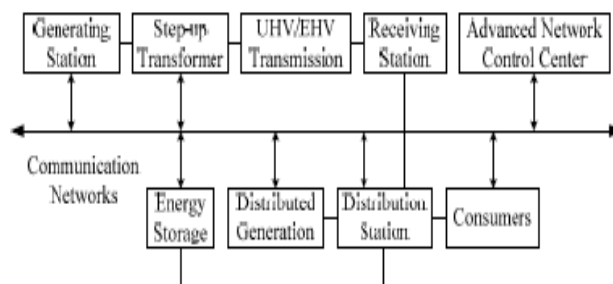 Generating
Station
Step-up
Transformer
UHV/EHV
Transmission
Receiving
Station
Advanced Network
Control Center
Communication
Networks
Energy
Storage
Distributed
Generation
Distribution
Station
Consumers